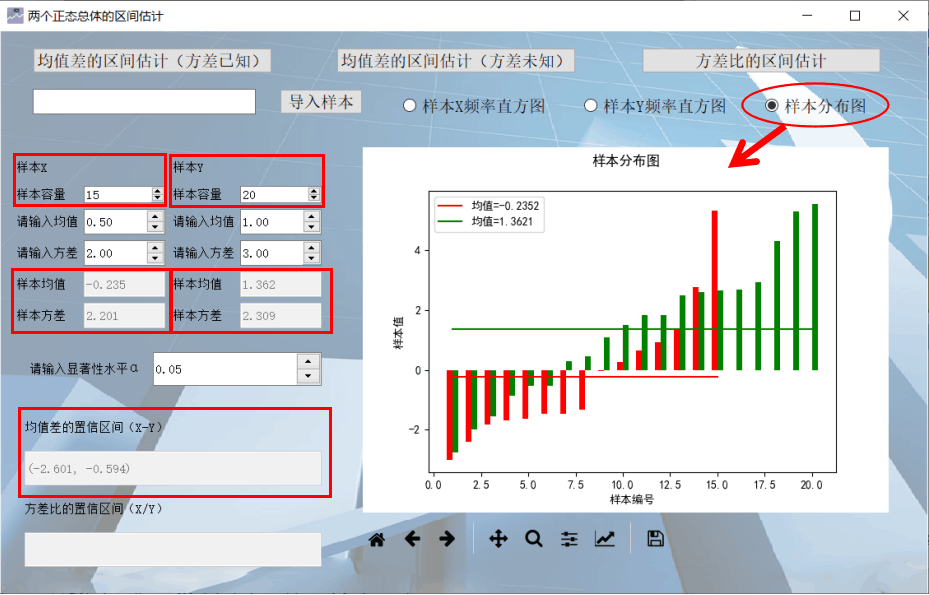 两个正态总体的区间估计
均值差的区间估计（方差已知）
均值差的区间估计（方差未知）
方差比的区间估计
导入样本
样本X频率直方图
样本Y频率直方图
样本分布图
样本X
样本Y
样本容量 15
样本容量 20
请输入均值 0.50
请输入均值 1.00
请输入方差 2.00
请输入方差 3.00
样本均值 -0.235
样本均值 1.362
样本方差 2.201
样本方差 2.309
请输入显著性水平α 0.05
均值差的置信区间（X-Y）
(-2.601, -0.594)
方差比的置信区间（X/Y）
样本分布图
均值=-0.2352
均值=1.3621
4
2
0
-2
样本值
0.0 2.5 5.0 7.5 10.0 12.5 15.0 17.5 20.0
样本编号